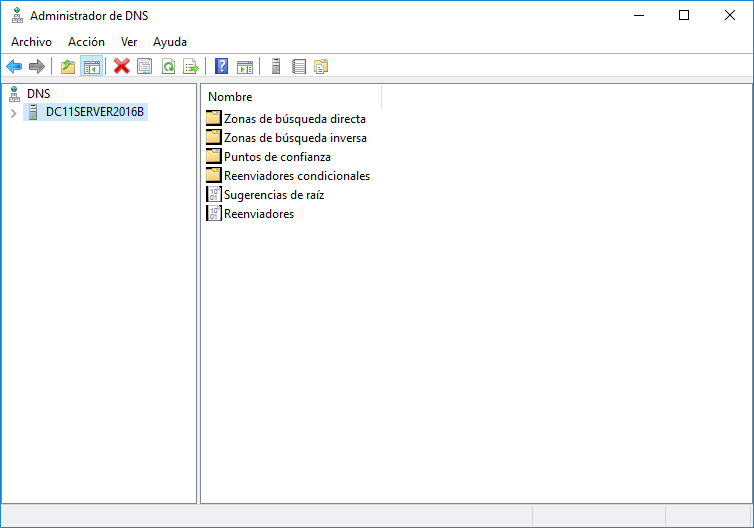 Administrador de DNS
Archivo Acción Ver Ayuda
DNS
DC11SERVER2016B
Nombre
Zonas de búsqueda directa
Zonas de búsqueda inversa
Puntos de confianza
Reenviadores condicionales
Sugerencias de raíz
Reenviadores